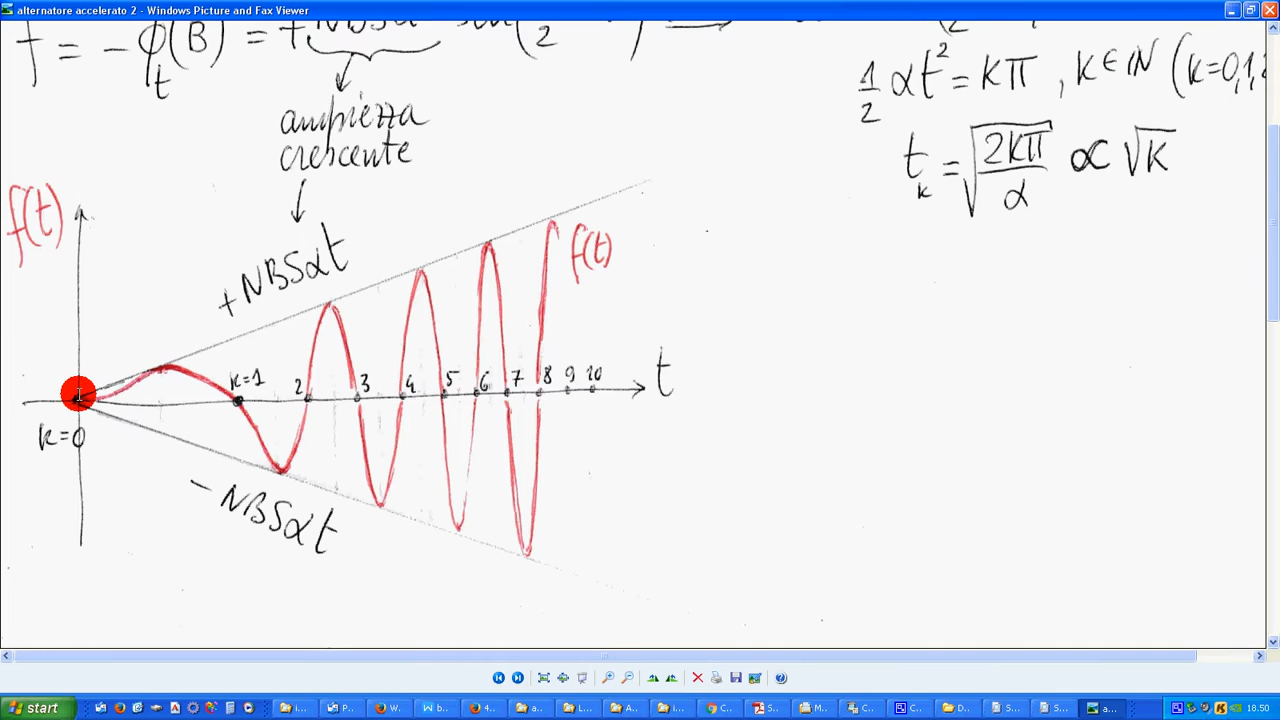 alternatore accelerato 2 - Windows Picture and Fax Viewer
ampiezza
crescente
1/2 αt² = kπ , k∈ℕ (k=0,1,
t_k = √(2kπ/α) ∝ √k
f(t)
+NBSαt
f(t)
k=1 2 3 4 5 6 7 8 9 10
t
k=0
-NBSαt
start
18.50